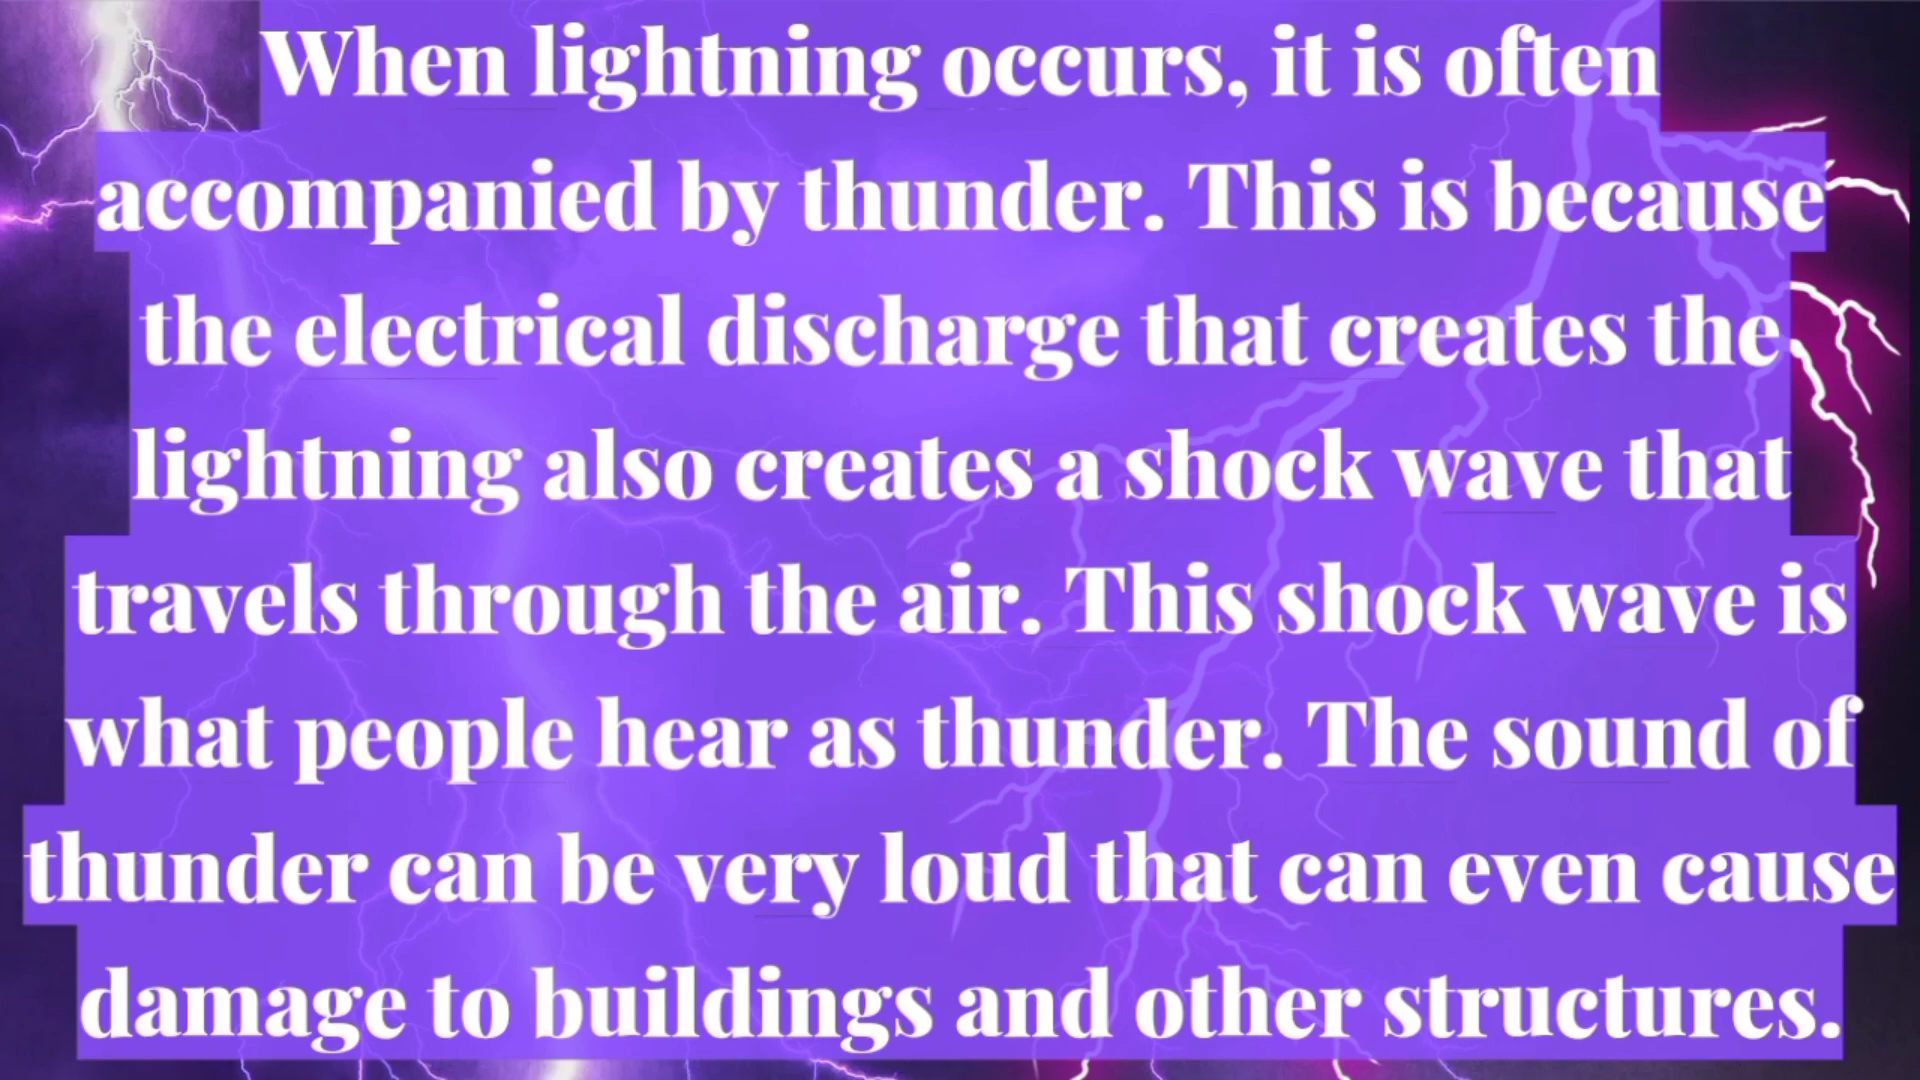 When lightning occurs, it is often
accompanied by thunder. This is because
the electrical discharge that creates the
lightning also creates a shock wave that
travels through the air. This shock wave is
what people hear as thunder. The sound of
thunder can be very loud that can even cause
damage to buildings and other structures.